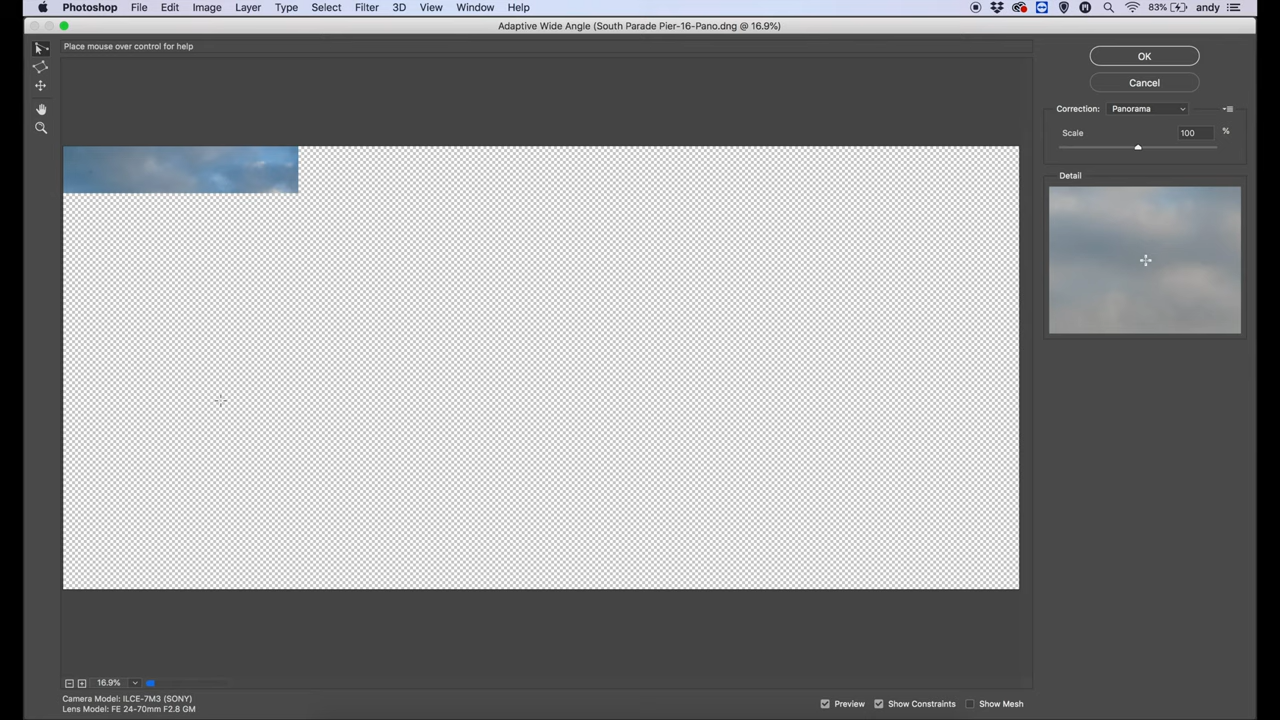 Photoshop File Edit Image Layer Type Select Filter 3D View Window Help 83% andy
Adaptive Wide Angle (South Parade Pier-16-Pano.dng @ 16.9%)
Place mouse over control for help
OK
Cancel
Correction: Panorama
Scale 100 %
Detail
16.9%
Camera Model: ILCE-7M3 (SONY)
Lens Model: FE 24-70mm F2.8 GM
Preview Show Constraints Show Mesh